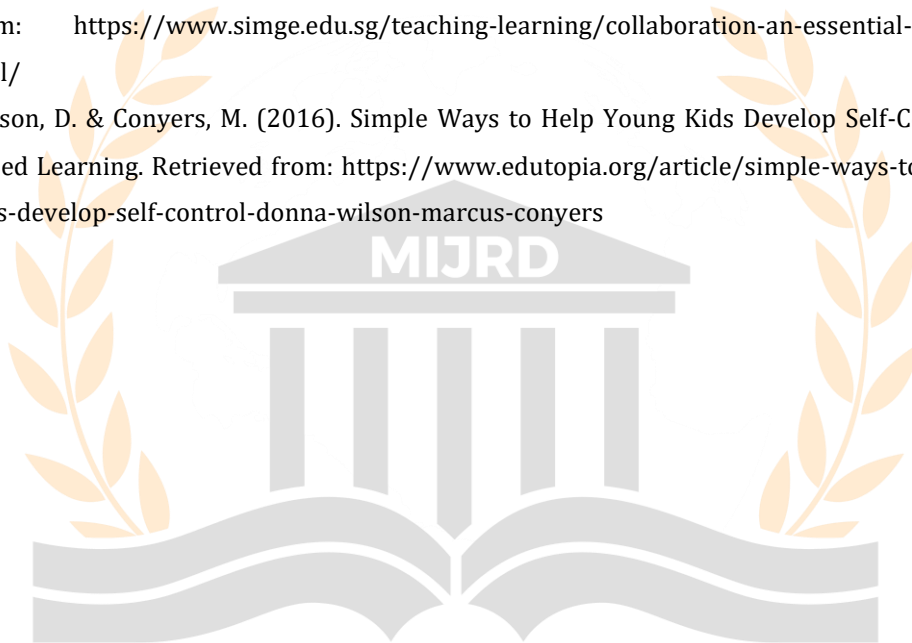 m: https://www.simge.edu.sg/teaching-learning/collaboration-an-essential-
l/
son, D. & Conyers, M. (2016). Simple Ways to Help Young Kids Develop Self-C
ed Learning. Retrieved from: https://www.edutopia.org/article/simple-ways-to
s-develop-self-control-donna-wilson-marcus-conyers
MIJRD